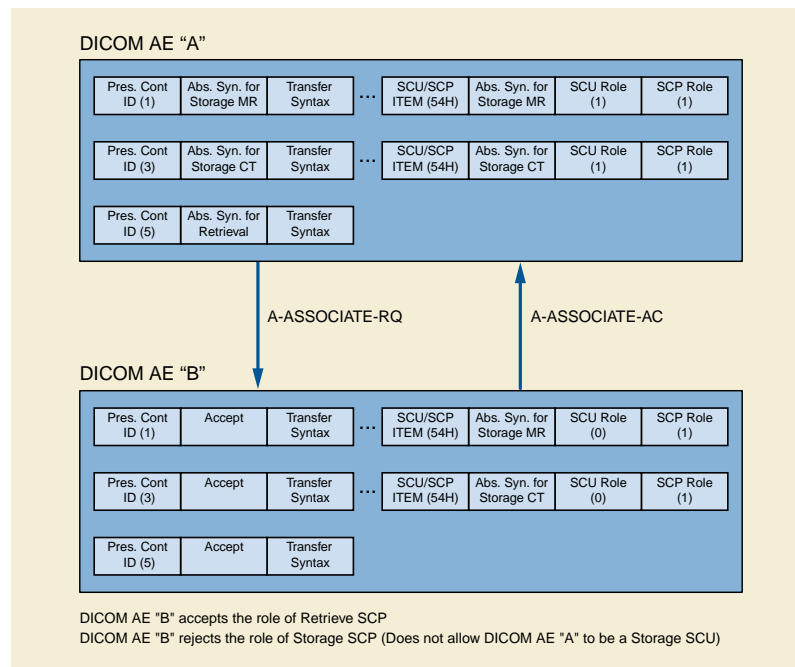 DICOM AE “A”
Pres. Cont ID (1) Abs. Syn. for Storage MR Transfer Syntax ... SCU/SCP ITEM (54H) Abs. Syn. for Storage MR SCU Role (1) SCP Role (1)
Pres. Cont ID (3) Abs. Syn. for Storage CT Transfer Syntax ... SCU/SCP ITEM (54H) Abs. Syn. for Storage CT SCU Role (1) SCP Role (1)
Pres. Cont ID (5) Abs. Syn. for Retrieval Transfer Syntax
A-ASSOCIATE-RQ
A-ASSOCIATE-AC
DICOM AE “B”
Pres. Cont ID (1) Accept Transfer Syntax ... SCU/SCP ITEM (54H) Abs. Syn. for Storage MR SCU Role (0) SCP Role (1)
Pres. Cont ID (3) Accept Transfer Syntax ... SCU/SCP ITEM (54H) Abs. Syn. for Storage CT SCU Role (0) SCP Role (1)
Pres. Cont ID (5) Accept Transfer Syntax
DICOM AE "B" accepts the role of Retrieve SCP
DICOM AE "B" rejects the role of Storage SCP (Does not allow DICOM AE "A" to be a Storage SCU)